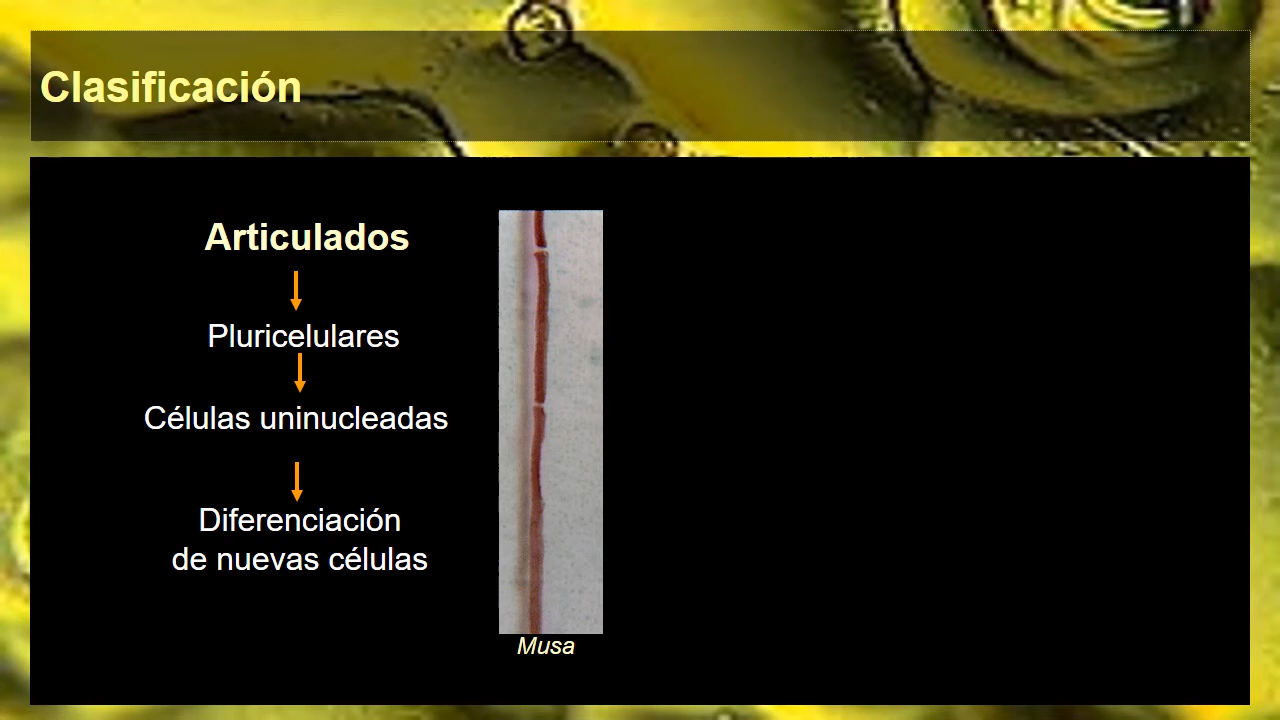 Clasificación
Articulados
Pluricelulares
Células uninucleadas
Diferenciación
de nuevas células
Musa